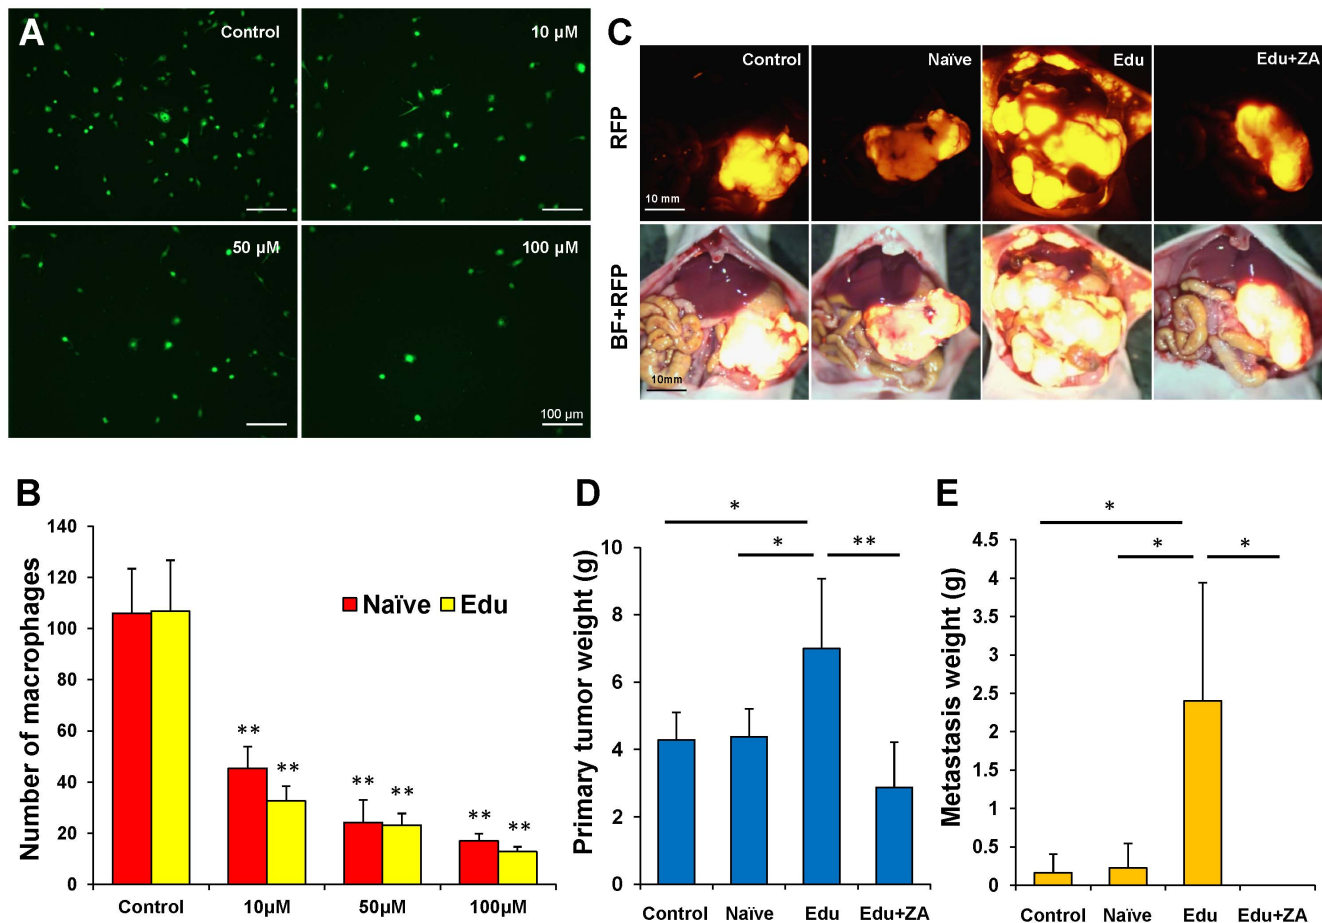 A
Control
10 µM
50 µM
100 µM
100 µm
C
Control
Naïve
Edu
Edu+ZA
RFP
10 mm
BF+RFP
10mm
B
Number of macrophages
140
120
100
80
60
40
20
0
Naïve
Edu
**
**
**
**
**
**
Control
10µM
50µM
100µM
D
Primary tumor weight (g)
10
8
6
4
2
0
*
*
**
Control
Naïve
Edu
Edu+ZA
E
Metastasis weight (g)
4.5
4
3.5
3
2.5
2
1.5
1
0.5
0
*
*
*
Control
Naïve
Edu
Edu+ZA